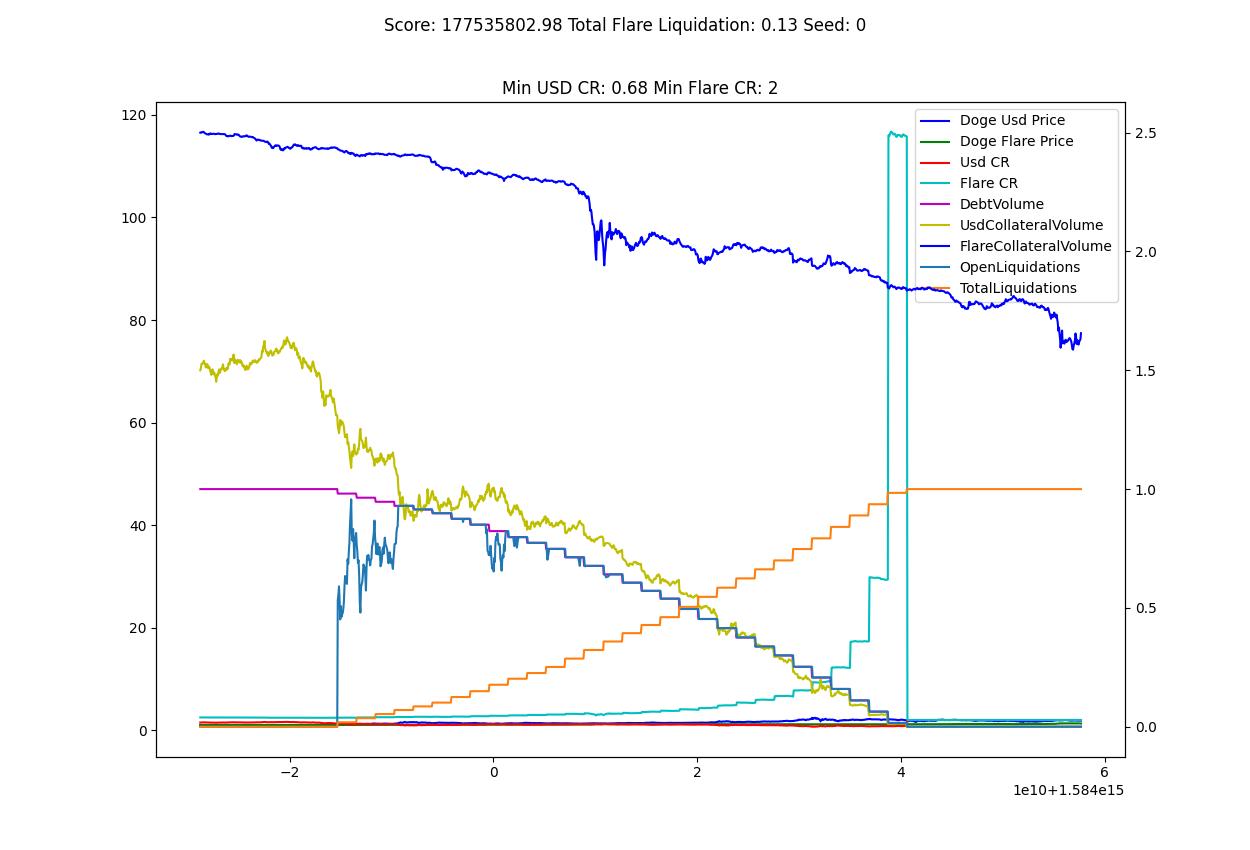 Score: 177535802.98 Total Flare Liquidation: 0.13 Seed: 0
Min USD CR: 0.68 Min Flare CR: 2
120
100
80
60
40
20
0
2.5
2.0
1.5
1.0
0.5
0.0
Doge Usd Price
Doge Flare Price
Usd CR
Flare CR
DebtVolume
UsdCollateralVolume
FlareCollateralVolume
OpenLiquidations
TotalLiquidations
−2 0 2 4 6
1e10+1.584e15